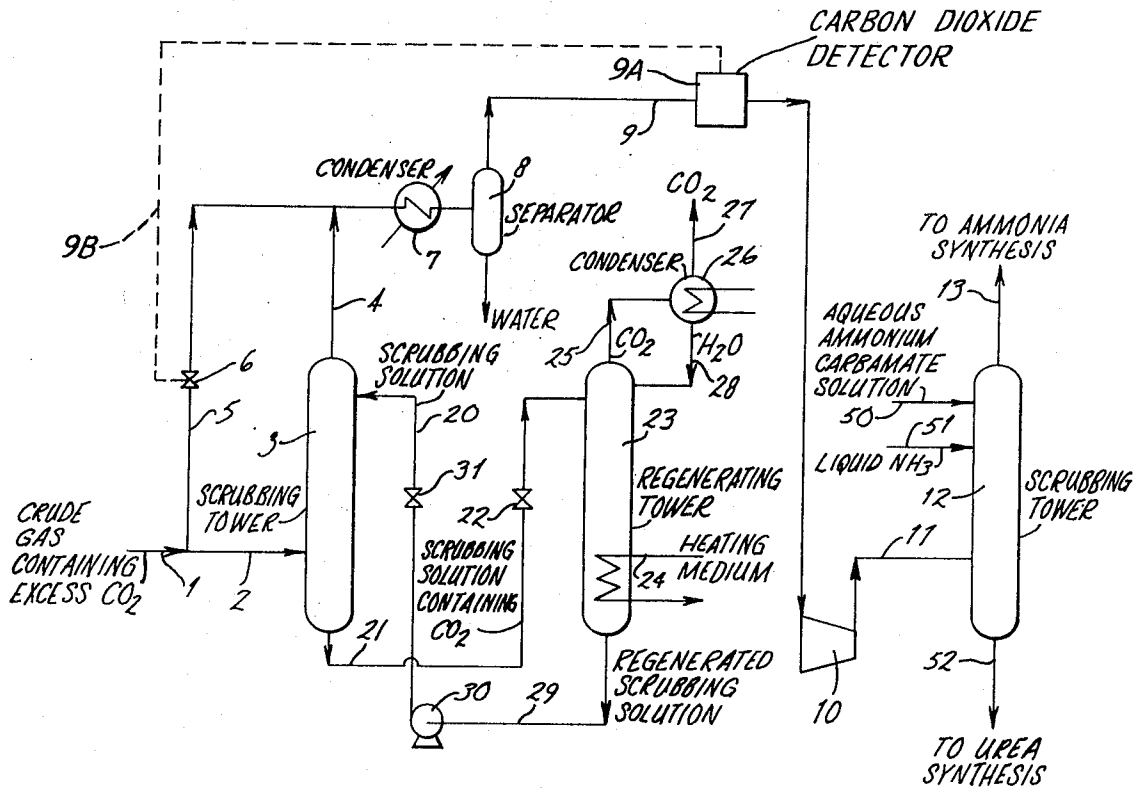 CARBON DIOXIDE
DETECTOR
9A
9
CONDENSER
7
8
SEPARATOR
WATER
9B
6
5
4
3
SCRUBBING
TOWER
SCRUBBING
SOLUTION
20
31
CRUDE
GAS
CONTAINING
EXCESS CO2
1
2
21
22
SCRUBBING
SOLUTION
CONTAINING
CO2
CO2
27
CONDENSER
26
25
CO2
H2O
28
23
REGENERATING
TOWER
HEATING
MEDIUM
24
REGENERATED
SCRUBBING
SOLUTION
29
30
10
11
TO AMMONIA
SYNTHESIS
13
AQUEOUS
AMMONIUM
CARBAMATE
SOLUTION
50
51
LIQUID NH3
12
SCRUBBING
TOWER
52
TO UREA
SYNTHESIS